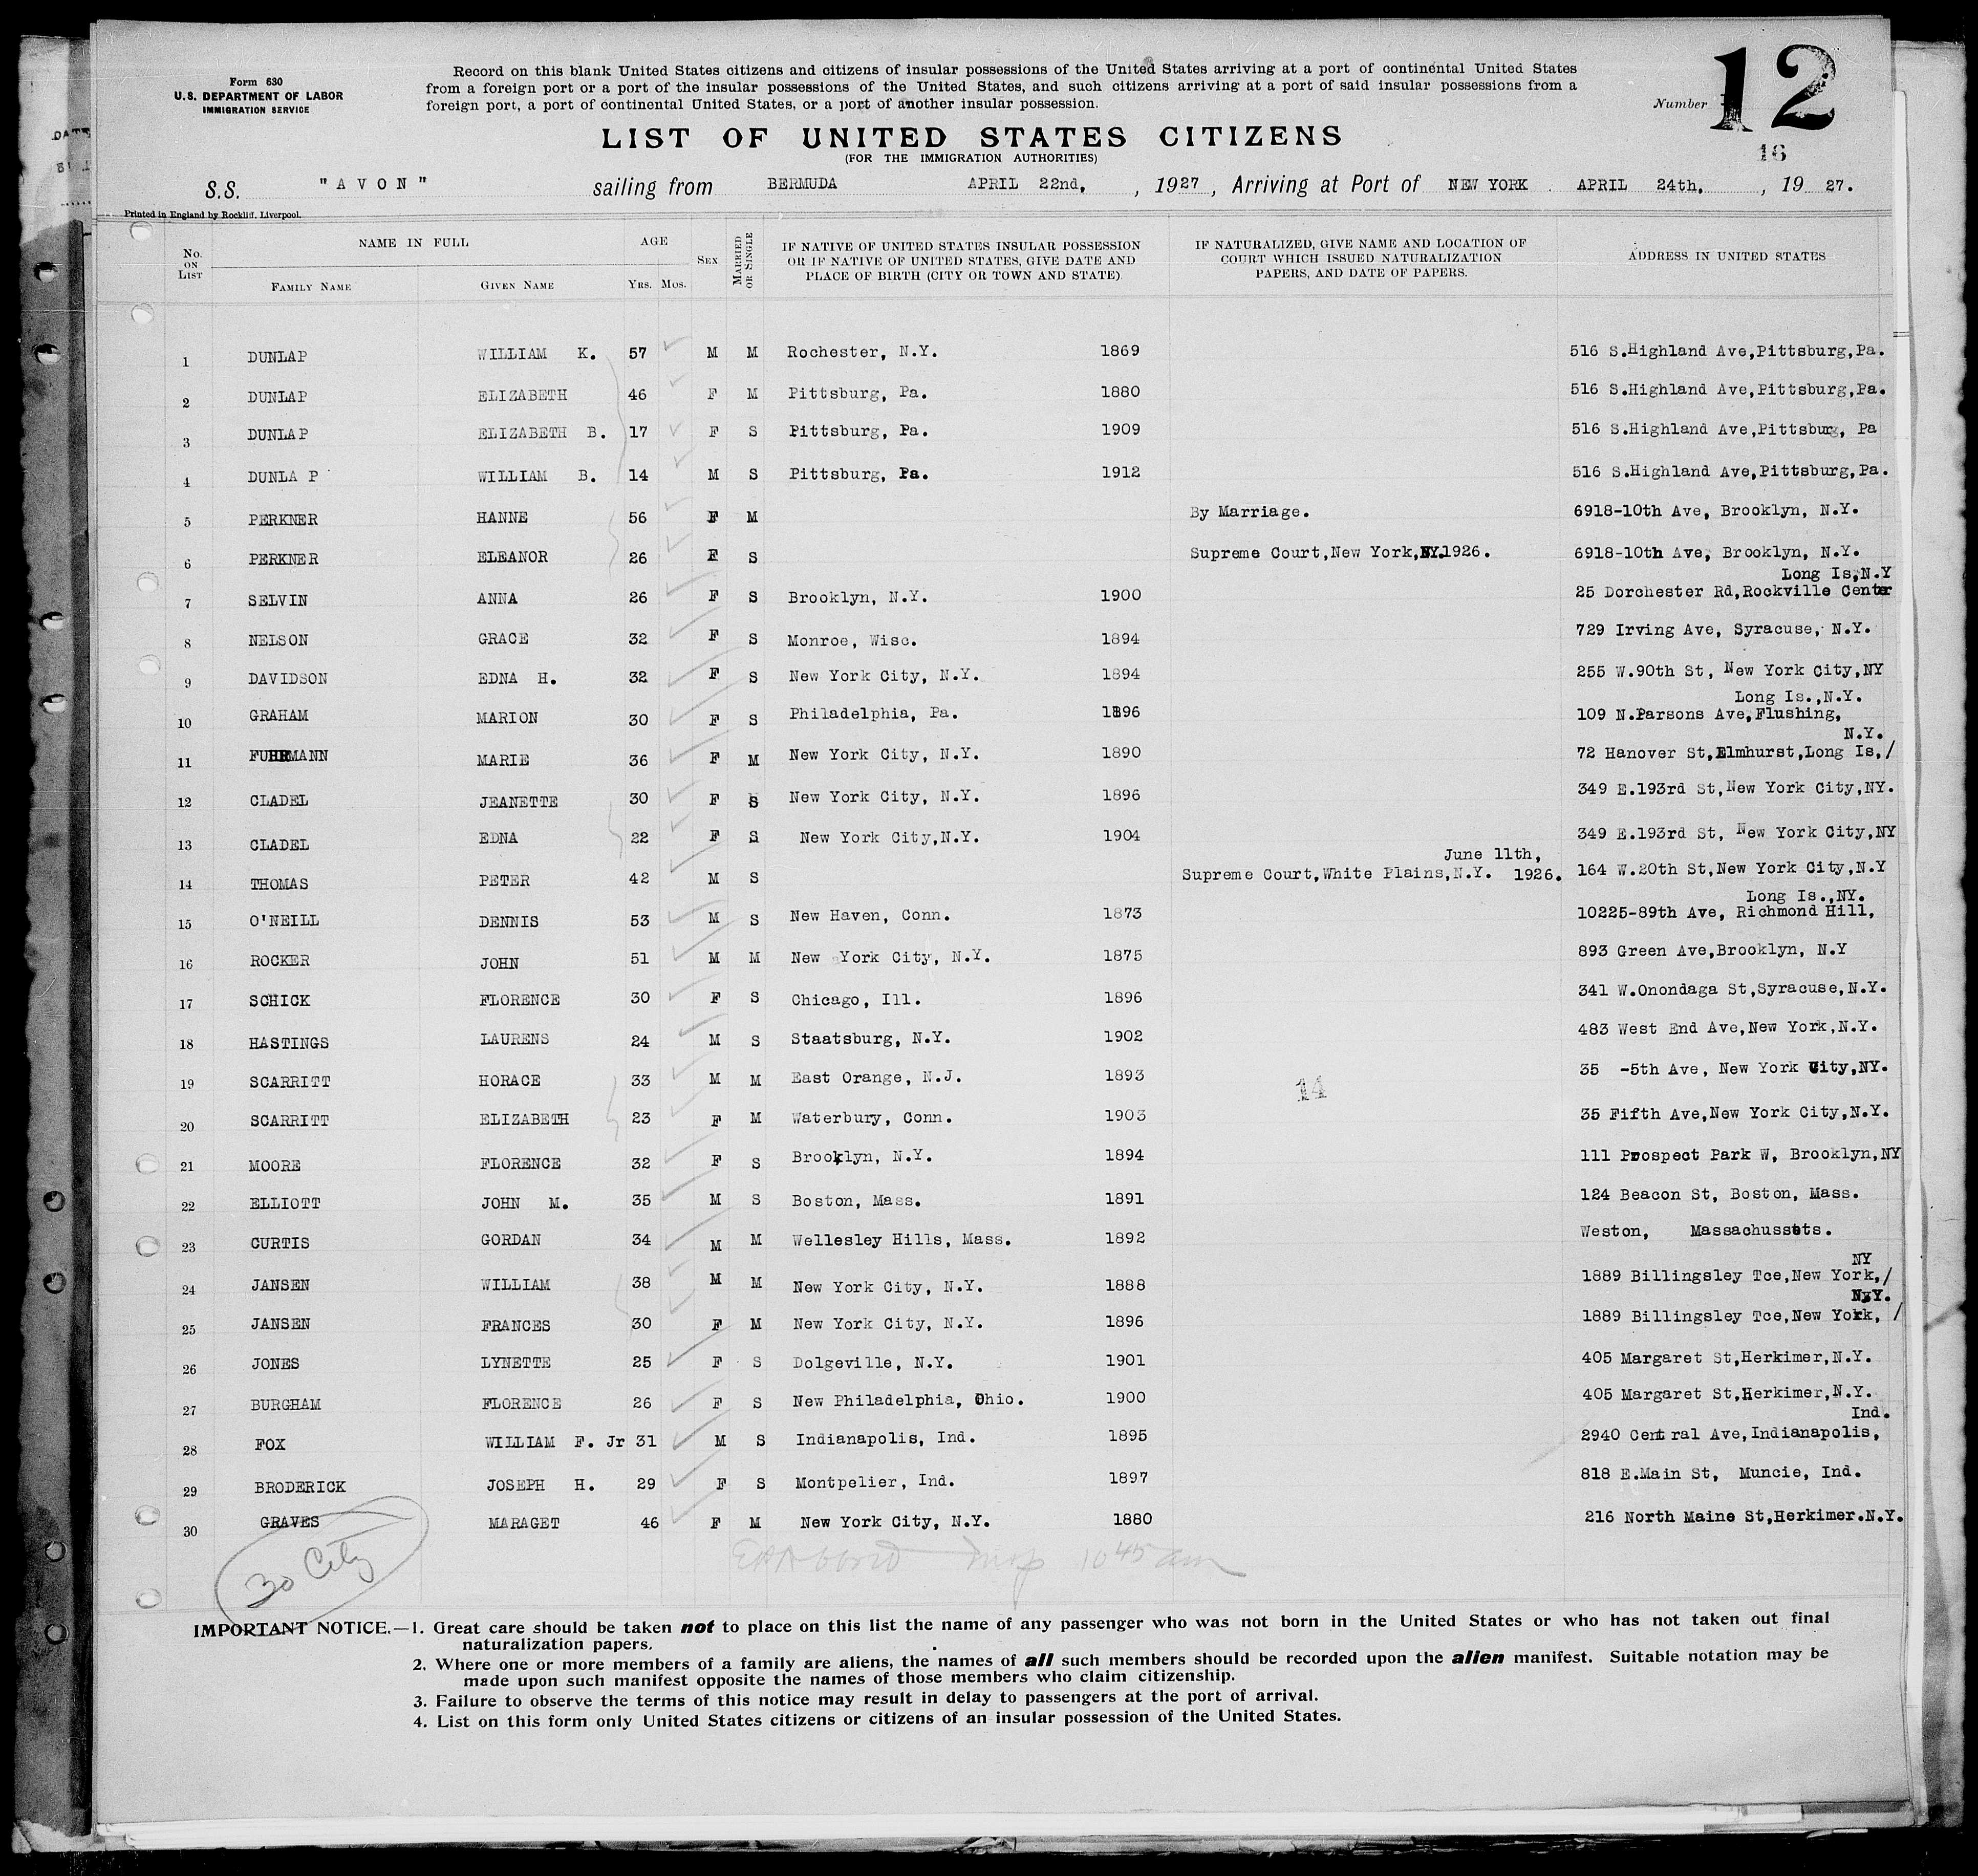 Form 630
U.S. DEPARTMENT OF LABOR
IMMIGRATION SERVICE
Record on this blank United States citizens and citizens of insular possessions of the United States arriving at a port of continental United States
from a foreign port or a port of the insular possessions of the United States, and such citizens arriving at a port of said insular possessions from a
foreign port, a port of continental United States, or a port of another insular possession.
Number 12
LIST OF UNITED STATES CITIZENS
(FOR THE IMMIGRATION AUTHORITIES)
16
S.S. "AVON" sailing from BERMUDA APRIL 22nd, , 1927, Arriving at Port of NEW YORK APRIL 24th, , 19 27.
Printed in England by Rockliff, Liverpool.
No. ON LIST NAME IN FULL FAMILY NAME GIVEN NAME AGE YRS. MOS. SEX MARRIED OR SINGLE IF NATIVE OF UNITED STATES INSULAR POSSESSION OR IF NATIVE OF UNITED STATES, GIVE DATE AND PLACE OF BIRTH (CITY OR TOWN AND STATE) IF NATURALIZED, GIVE NAME AND LOCATION OF COURT WHICH ISSUED NATURALIZATION PAPERS, AND DATE OF PAPERS. ADDRESS IN UNITED STATES
1 DUNLAP WILLIAM K. 57 M M Rochester, N.Y. 1869 516 S.Highland Ave,Pittsburg,Pa.
2 DUNLAP ELIZABETH 46 F M Pittsburg, Pa. 1880 516 S.Highland Ave,Pittsburg,Pa.
3 DUNLAP ELIZABETH B. 17 F S Pittsburg, Pa. 1909 516 S.Highland Ave,Pittsburg, Pa
4 DUNLA P WILLIAM B. 14 M S Pittsburg, Pa. 1912 516 S.Highland Ave,Pittsburg,Pa.
5 PERKNER HANNE 56 F M By Marriage. 6918-10th Ave, Brooklyn, N.Y.
6 PERKNER ELEANOR 26 F S Supreme Court,New York,NY.1926. 6918-10th Ave, Brooklyn, N.Y.
Long Is,N.Y
7 SELVIN ANNA 26 F S Brooklyn, N.Y. 1900 25 Dorchester Rd,Rockville Center
8 NELSON GRACE 32 F S Monroe, Wisc. 1894 729 Irving Ave, Syracuse, N.Y.
9 DAVIDSON EDNA H. 32 F S New York City, N.Y. 1894 255 W.90th St, New York City,NY
Long Is.,N.Y.
10 GRAHAM MARION 30 F S Philadelphia, Pa. 1896 109 N.Parsons Ave,Flushing,
N.Y.
11 FUHRMANN MARIE 36 F M New York City, N.Y. 1890 72 Hanover St,Elmhurst,Long Is,/
12 CLADEL JEANETTE 30 F S New York City, N.Y. 1896 349 E.193rd St,New York City,NY.
13 CLADEL EDNA 22 F S New York City,N.Y. 1904 349 E.193rd St, New York City,NY
June 11th,
14 THOMAS PETER 42 M S Supreme Court,White Plains,N.Y. 1926. 164 W.20th St,New York City,N.Y
Long Is.,NY.
15 O'NEILL DENNIS 53 M S New Haven, Conn. 1873 10225-89th Ave, Richmond Hill,
16 ROCKER JOHN 51 M M New York City, N.Y. 1875 893 Green Ave,Brooklyn, N.Y
17 SCHICK FLORENCE 30 F S Chicago, Ill. 1896 341 W.Onondaga St,Syracuse,N.Y.
18 HASTINGS LAURENS 24 M S Staatsburg, N.Y. 1902 483 West End Ave,New York,N.Y.
19 SCARRITT HORACE 33 M M East Orange, N.J. 1893 35 -5th Ave, New York City,NY.
14
20 SCARRITT ELIZABETH 23 F M Waterbury, Conn. 1903 35 Fifth Ave,New York City,N.Y.
21 MOORE FLORENCE 32 F S Brooklyn, N.Y. 1894 111 Prospect Park W, Brooklyn,NY
22 ELLIOTT JOHN M. 35 M S Boston, Mass. 1891 124 Beacon St, Boston, Mass.
23 CURTIS GORDAN 34 M M Wellesley Hills, Mass. 1892 Weston, Massachussets.
NY
24 JANSEN WILLIAM 38 M M New York City, N.Y. 1888 1889 Billingsley Tce,New York,/
N.Y.
25 JANSEN FRANCES 30 F M New York City, N.Y. 1896 1889 Billingsley Tce,New York, /
26 JONES LYNETTE 25 F S Dolgeville, N.Y. 1901 405 Margaret St,Herkimer,N.Y.
27 BURGHAM FLORENCE 26 F S New Philadelphia, Ohio. 1900 405 Margaret St,Herkimer,N.Y.
Ind.
28 FOX WILLIAM F. Jr 31 M S Indianapolis, Ind. 1895 2940 Central Ave,Indianapolis,
29 BRODERICK JOSEPH H. 29 F S Montpelier, Ind. 1897 818 E.Main St, Muncie, Ind.
30 GRAVES MARAGET 46 F M New York City, N.Y. 1880 216 North Maine St,Herkimer.N.Y.
30 City
10 45 am
IMPORTANT NOTICE.—1. Great care should be taken not to place on this list the name of any passenger who was not born in the United States or who has not taken out final
naturalization papers.
2. Where one or more members of a family are aliens, the names of all such members should be recorded upon the alien manifest. Suitable notation may be
made upon such manifest opposite the names of those members who claim citizenship.
3. Failure to observe the terms of this notice may result in delay to passengers at the port of arrival.
4. List on this form only United States citizens or citizens of an insular possession of the United States.